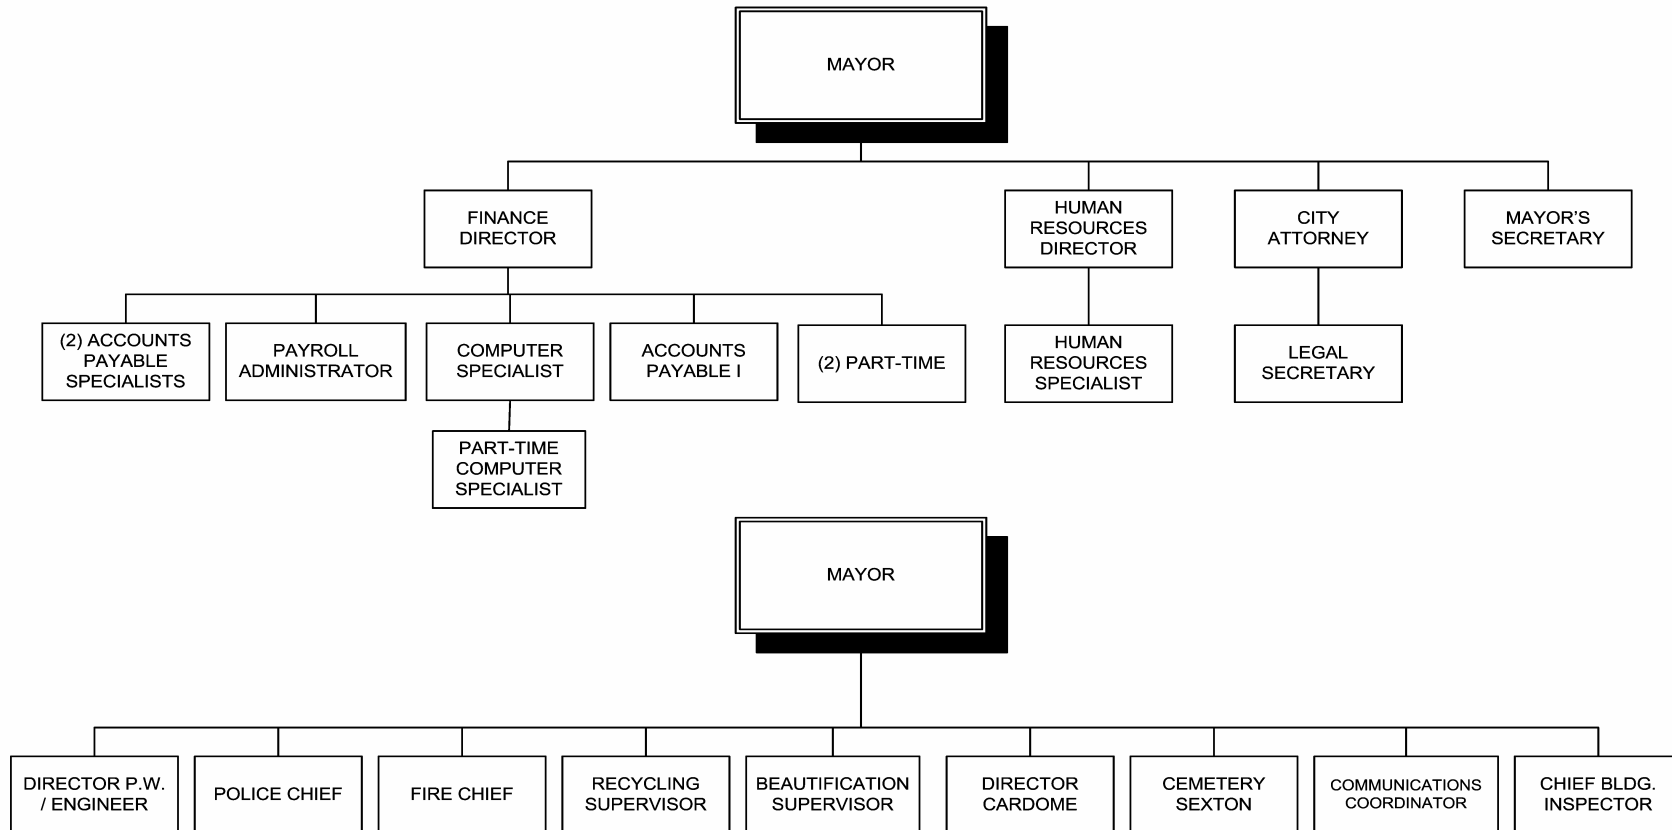 MAYOR
FINANCE
DIRECTOR
HUMAN
RESOURCES
DIRECTOR
CITY
ATTORNEY
MAYOR'S
SECRETARY
(2) ACCOUNTS
PAYABLE
SPECIALISTS
PAYROLL
ADMINISTRATOR
COMPUTER
SPECIALIST
ACCOUNTS
PAYABLE I
(2) PART-TIME
HUMAN
RESOURCES
SPECIALIST
LEGAL
SECRETARY
PART-TIME
COMPUTER
SPECIALIST
MAYOR
DIRECTOR P.W.
/ ENGINEER
POLICE CHIEF
FIRE CHIEF
RECYCLING
SUPERVISOR
BEAUTIFICATION
SUPERVISOR
DIRECTOR
CARDOME
CEMETERY
SEXTON
COMMUNICATIONS
COORDINATOR
CHIEF BLDG.
INSPECTOR